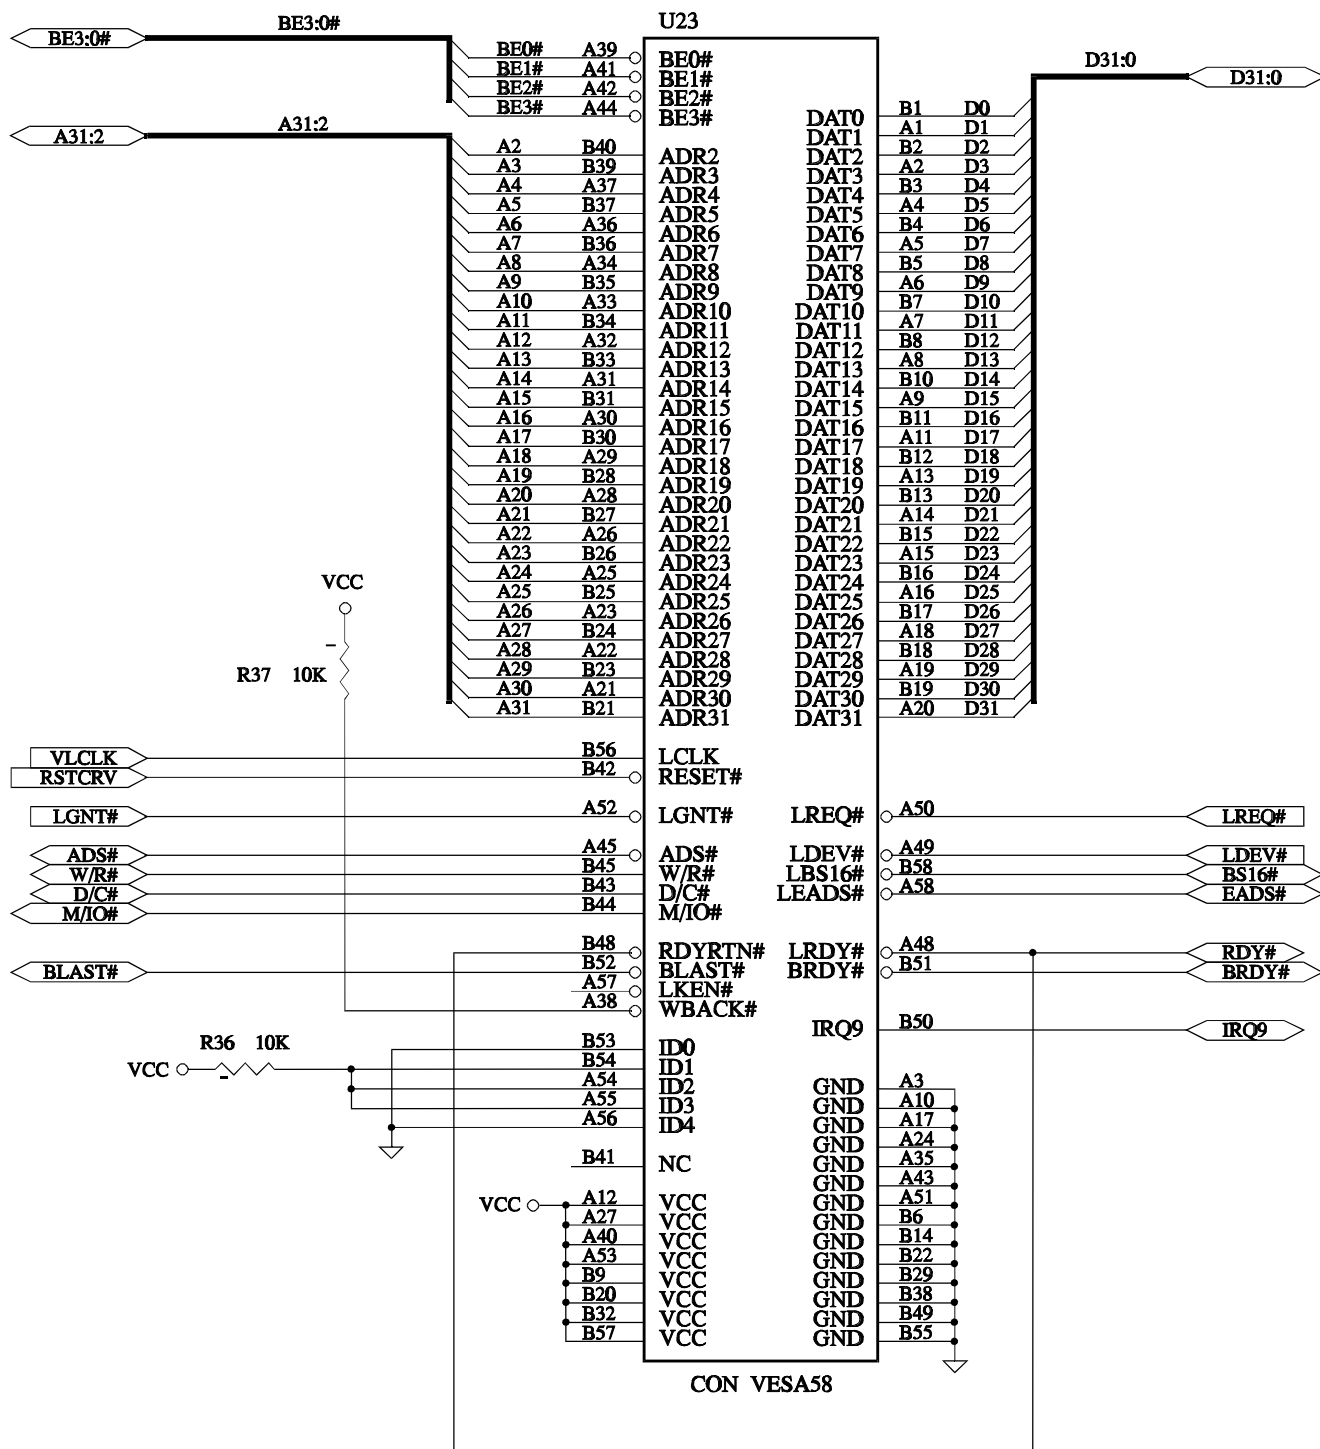 U23
BE3:0# BE3:0#
D31:0 D31:0
BE0# A39 BE0#
BE1# A41 BE1#
BE2# A42 BE2#
BE3# A44 BE3# DAT0 B1 D0
A31:2 A31:2 DAT1 A1 D1
A2 B40 ADR2 DAT2 B2 D2
A3 B39 ADR3 DAT3 A2 D3
A4 A37 ADR4 DAT4 B3 D4
A5 B37 ADR5 DAT5 A4 D5
A6 A36 ADR6 DAT6 B4 D6
A7 B36 ADR7 DAT7 A5 D7
A8 A34 ADR8 DAT8 B5 D8
A9 B35 ADR9 DAT9 A6 D9
A10 A33 ADR10 DAT10 B7 D10
A11 B34 ADR11 DAT11 A7 D11
A12 A32 ADR12 DAT12 B8 D12
A13 B33 ADR13 DAT13 A8 D13
A14 A31 ADR14 DAT14 B10 D14
A15 B31 ADR15 DAT15 A9 D15
A16 A30 ADR16 DAT16 B11 D16
A17 B30 ADR17 DAT17 A11 D17
A18 A29 ADR18 DAT18 B12 D18
A19 B28 ADR19 DAT19 A13 D19
A20 A28 ADR20 DAT20 B13 D20
A21 B27 ADR21 DAT21 A14 D21
A22 A26 ADR22 DAT22 B15 D22
A23 B26 ADR23 DAT23 A15 D23
A24 A25 ADR24 DAT24 B16 D24
A25 B25 ADR25 DAT25 A16 D25
A26 A23 ADR26 DAT26 B17 D26
A27 B24 ADR27 DAT27 A18 D27
A28 A22 ADR28 DAT28 B18 D28
A29 B23 ADR29 DAT29 A19 D29
A30 A21 ADR30 DAT30 B19 D30
A31 B21 ADR31 DAT31 A20 D31
VCC
R37 10K
VLCLK B56 LCLK
RSTCRV B42 RESET#
LGNT# A52 LGNT# LREQ# A50 LREQ#
ADS# A45 ADS# LDEV# A49 LDEV#
W/R# B45 W/R# LBS16# B58 BS16#
D/C# B43 D/C# LEADS# A58 EADS#
M/IO# B44 M/IO#
B48 RDYRTN# LRDY# A48 RDY#
BLAST# B52 BLAST# BRDY# B51 BRDY#
A57 LKEN#
A38 WBACK#
IRQ9 B50 IRQ9
R36 10K
VCC
B53 ID0
B54 ID1
A54 ID2 GND A3
A55 ID3 GND A10
A56 ID4 GND A17
GND A24
B41 NC GND A35
GND A43
VCC A12 VCC GND A51
A27 VCC GND B6
A40 VCC GND B14
A53 VCC GND B22
B9 VCC GND B29
B20 VCC GND B38
B32 VCC GND B49
B57 VCC GND B55
CON VESA58